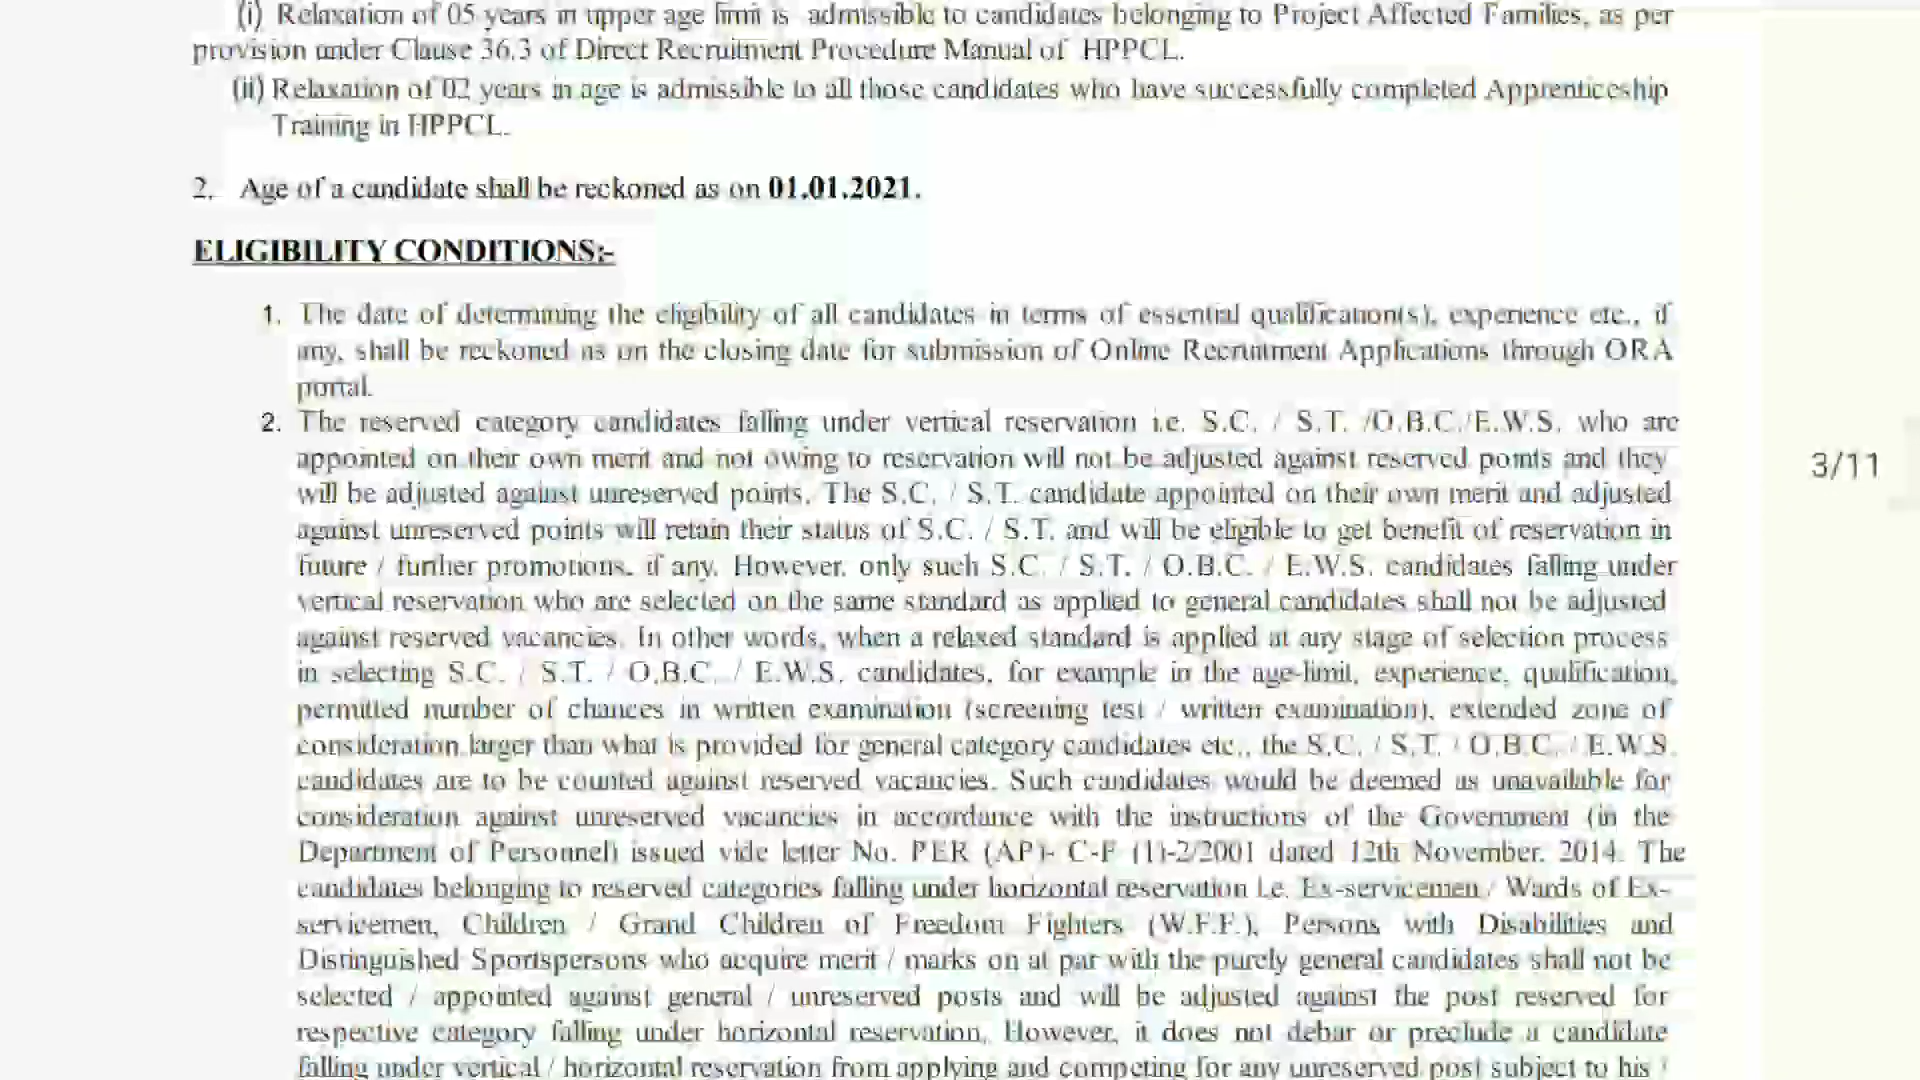 (i) Relaxation of 05 years in upper age limit is admissible to candidates belonging to Project Affected Families, as per
provision under Clause 36.3 of Direct Recruitment Procedure Manual of HPPCL.
(ii) Relaxation of 02 years in age is admissible to all those candidates who have successfully completed Apprenticeship
Training in HPPCL.
2. Age of a candidate shall be reckoned as on 01.01.2021.
ELIGIBILITY CONDITIONS:-
1. The date of determining the eligibility of all candidates in terms of essential qualification(s), experience etc., if
any, shall be reckoned as on the closing date for submission of Online Recruitment Applications through ORA
portal.
2. The reserved category candidates falling under vertical reservation i.e. S.C. / S.T. /O.B.C./E.W.S. who are
appointed on their own merit and not owing to reservation will not be adjusted against reserved points and they
will be adjusted against unreserved points. The S.C. / S.T. candidate appointed on their own merit and adjusted
against unreserved points will retain their status of S.C. / S.T. and will be eligible to get benefit of reservation in
3/11
future / further promotions, if any. However, only such S.C. / S.T. / O.B.C. / E.W.S. candidates falling under
vertical reservation who are selected on the same standard as applied to general candidates shall not be adjusted
against reserved vacancies. In other words, when a relaxed standard is applied at any stage of selection process
in selecting S.C. / S.T. / O.B.C. / E.W.S. candidates, for example in the age-limit, experience, qualification,
permitted number of chances in written examination (screening test / written examination), extended zone of
consideration larger than what is provided for general category candidates etc., the S.C. / S.T. / O.B.C. / E.W.S.
candidates are to be counted against reserved vacancies. Such candidates would be deemed as unavailable for
consideration against unreserved vacancies in accordance with the instructions of the Government (in the
Department of Personnel) issued vide letter No. PER (AP)- C-F (1)-2/2001 dated 12th November, 2014. The
candidates belonging to reserved categories falling under horizontal reservation i.e. Ex-servicemen / Wards of Ex-
servicemen, Children / Grand Children of Freedom Fighters (W.F.F.), Persons with Disabilities and
Distinguished Sportspersons who acquire merit / marks on at par with the purely general candidates shall not be
selected / appointed against general / unreserved posts and will be adjusted against the post reserved for
respective category falling under horizontal reservation. However, it does not debar or preclude a candidate
falling under vertical / horizontal reservation from applying and competing for any unreserved post subject to his /